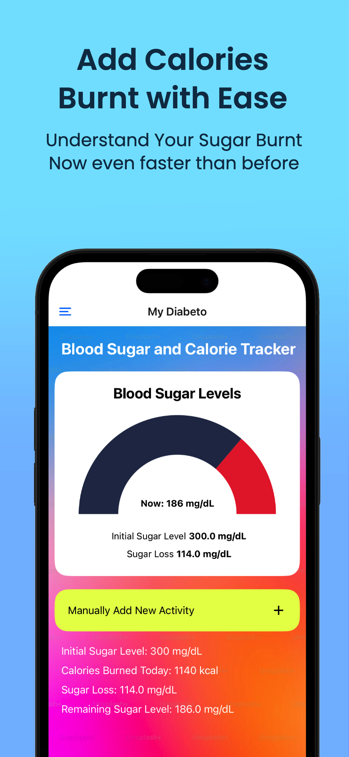 Add Calories
Burnt with Ease
Understand Your Sugar Burnt
Now even faster than before
My Diabeto
Blood Sugar and Calorie Tracker
Blood Sugar Levels
Now: 186 mg/dL
Initial Sugar Level 300.0 mg/dL
Sugar Loss 114.0 mg/dL
Manually Add New Activity +
Initial Sugar Level: 300 mg/dL
Calories Burned Today: 1140 kcal
Sugar Loss: 114.0 mg/dL
Remaining Sugar Level: 186.0 mg/dL